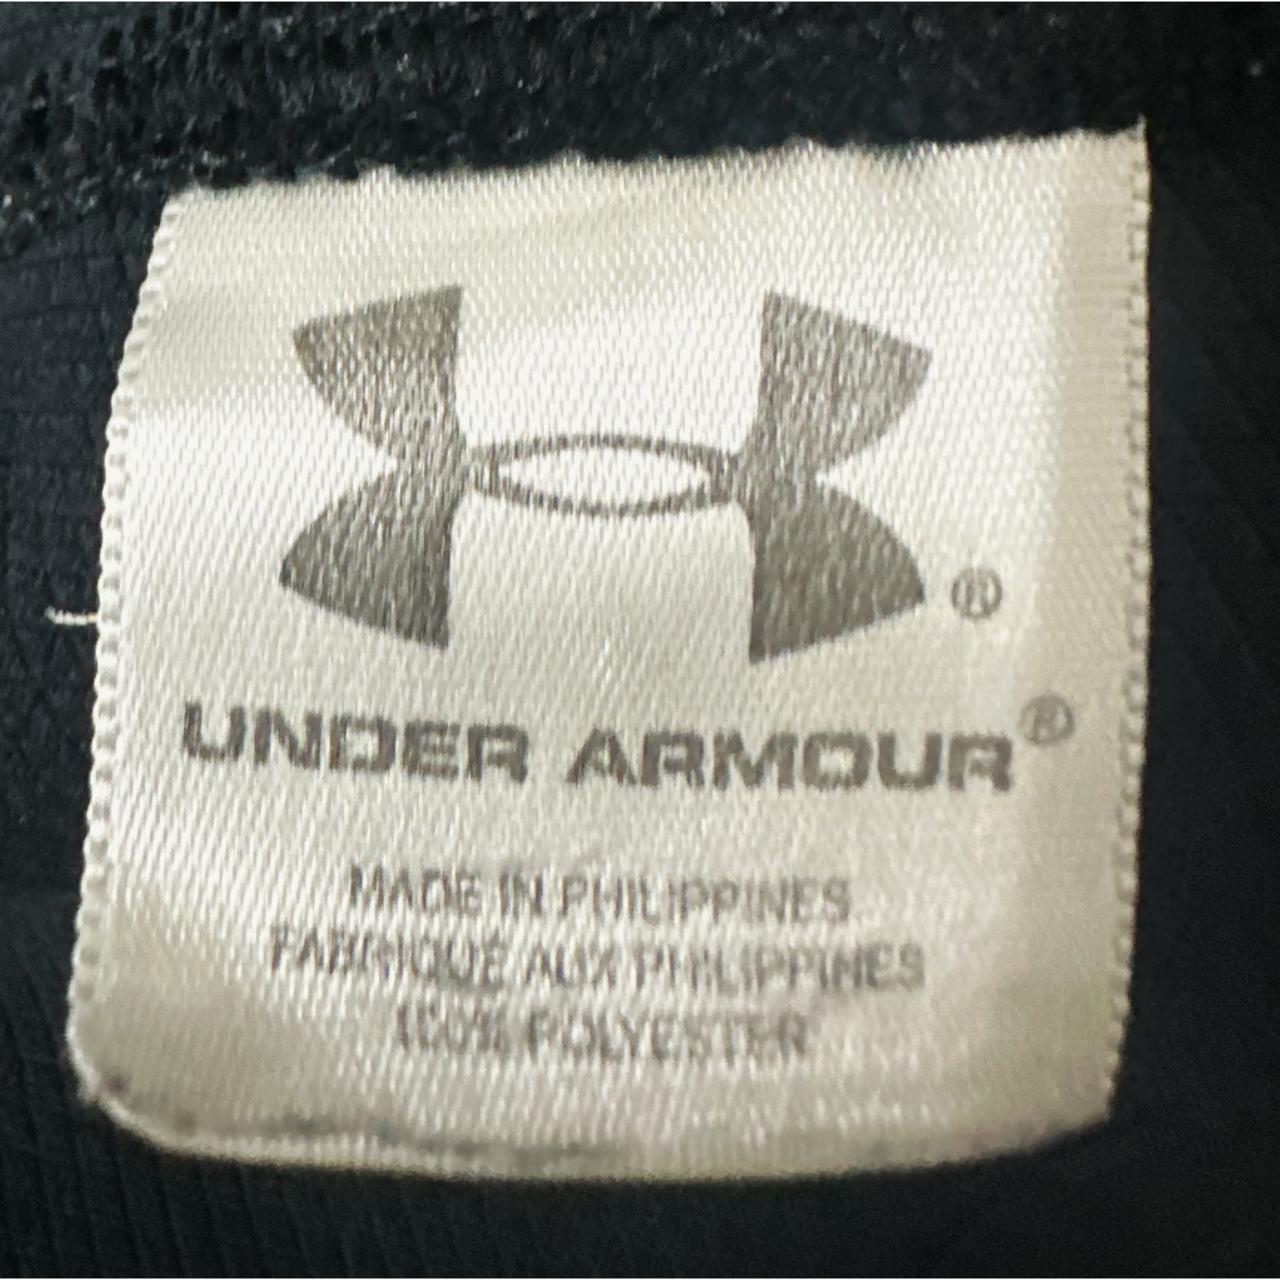 ®
UNDER ARMOUR®
MADE IN PHILIPPINES
FABRIQUÉ AUX PHILIPPINES
100% POLYESTER